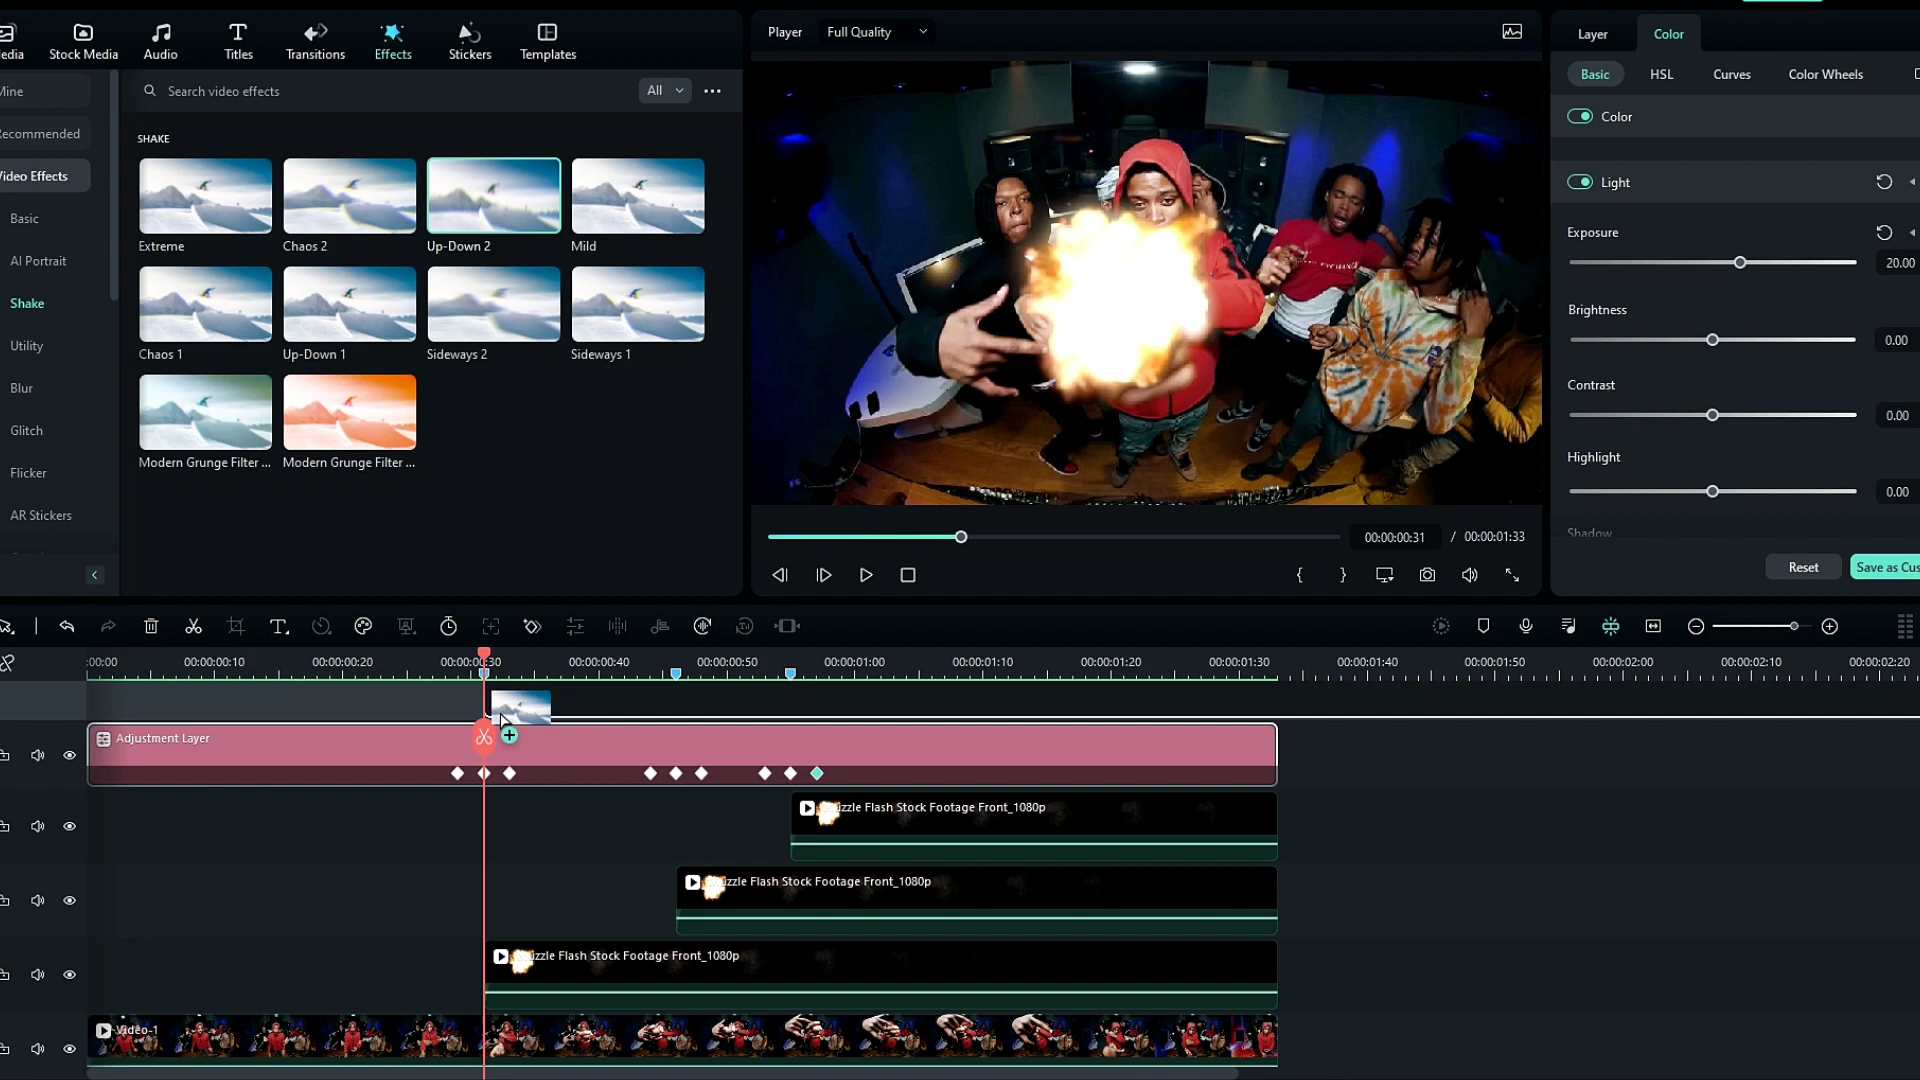 edia
Stock Media
Audio
Titles
Transitions
Effects
Stickers
Templates
Mine
Recommended
Video Effects
Basic
AI Portrait
Shake
Utility
Blur
Glitch
Flicker
AR Stickers
Search video effects
All
SHAKE
Extreme
Chaos 2
Up-Down 2
Mild
Chaos 1
Up-Down 1
Sideways 2
Sideways 1
Modern Grunge Filter ...
Modern Grunge Filter ...
Player
Full Quality
00:00:00:31 / 00:00:01:33
Layer
Color
Basic
HSL
Curves
Color Wheels
Color
Light
Exposure
20.00
Brightness
0.00
Contrast
0.00
Highlight
0.00
Shadow
Reset
Save as Cus
:00:00
00:00:00:10
00:00:00:20
00:00:00:30
00:00:00:40
00:00:00:50
00:00:01:00
00:00:01:10
00:00:01:20
00:00:01:30
00:00:01:40
00:00:01:50
00:00:02:00
00:00:02:10
00:00:02:20
Adjustment Layer
zzle Flash Stock Footage Front_1080p
zzle Flash Stock Footage Front_1080p
zzle Flash Stock Footage Front_1080p
Video-1